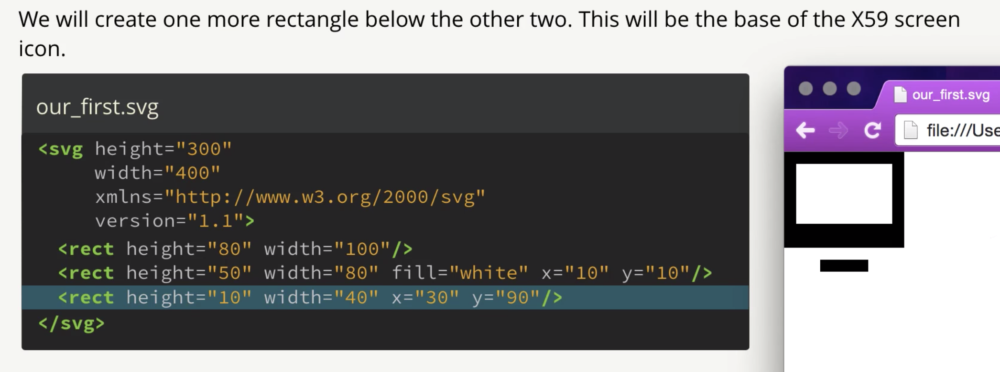 We will create one more rectangle below the other two. This will be the base of the X59 screen
icon.
our_first.svg
<svg height="300"
width="400"
xmlns="http://www.w3.org/2000/svg"
version="1.1">
<rect height="80" width="100"/>
<rect height="50" width="80" fill="white" x="10" y="10"/>
<rect height="10" width="40" x="30" y="90"/>
</svg>
our_first.svg
file:///Use